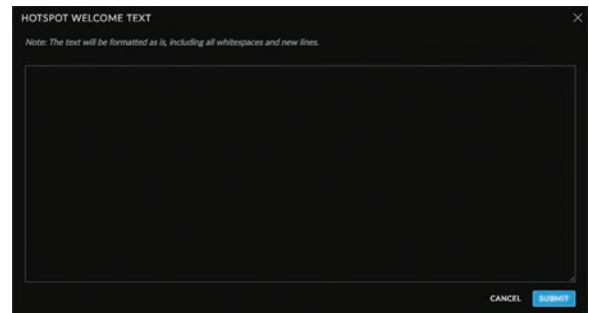 HOTSPOT WELCOME TEXT
Note: The text will be formatted as is, including all whitespaces and new lines.
CANCEL SUBMIT